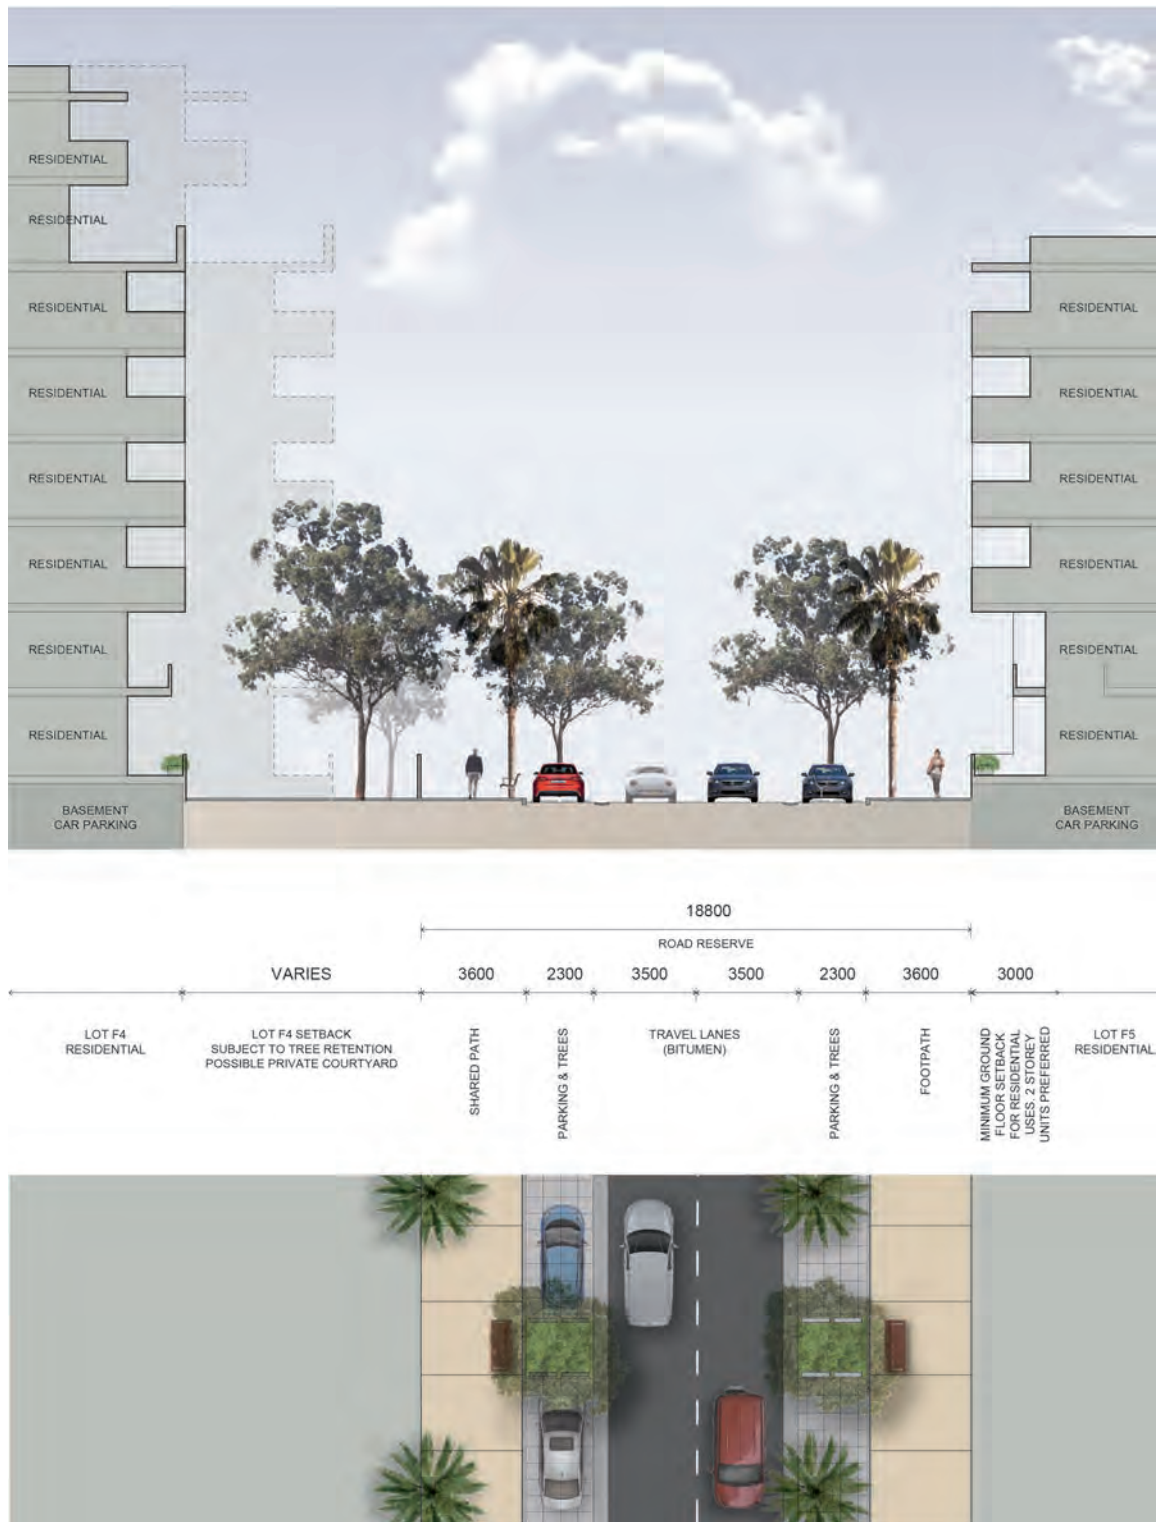 RESIDENTIAL
RESIDENTIAL
RESIDENTIAL
RESIDENTIAL
RESIDENTIAL
RESIDENTIAL
RESIDENTIAL
RESIDENTIAL
BASEMENT
CAR PARKING
RESIDENTIAL
RESIDENTIAL
RESIDENTIAL
RESIDENTIAL
RESIDENTIAL
RESIDENTIAL
BASEMENT
CAR PARKING
18800
ROAD RESERVE
VARIES
3600
2300
3500
3500
2300
3600
3000
LOT F4
RESIDENTIAL
LOT F4 SETBACK
SUBJECT TO TREE RETENTION
POSSIBLE PRIVATE COURTYARD
SHARED PATH
PARKING & TREES
TRAVEL LANES
(BITUMEN)
PARKING & TREES
FOOTPATH
MINIMUM GROUND
FLOOR SETBACK
FOR RESIDENTIAL
USES. 2 STOREY
UNITS PREFERRED
LOT F5
RESIDENTIAL